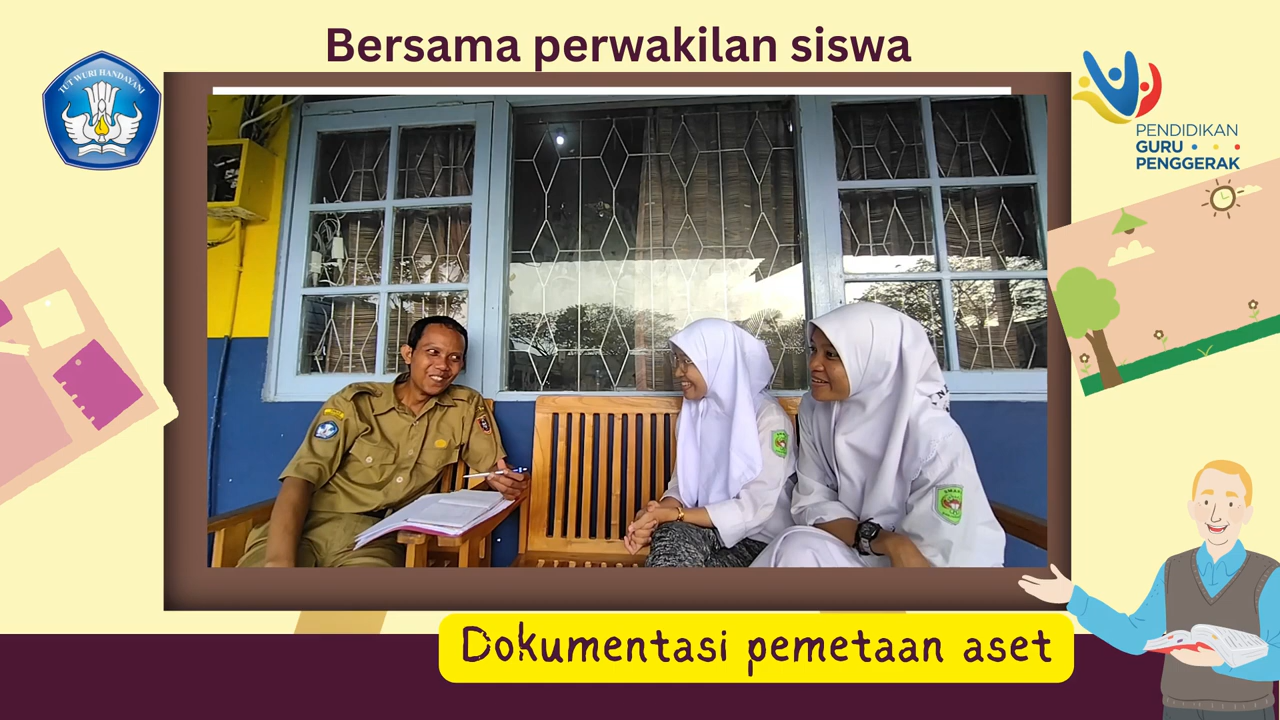 Bersama perwakilan siswa
TUT WURI HANDAYANI
PENDIDIKAN
GURU
PENGGERAK
Dokumentasi pemetaan aset